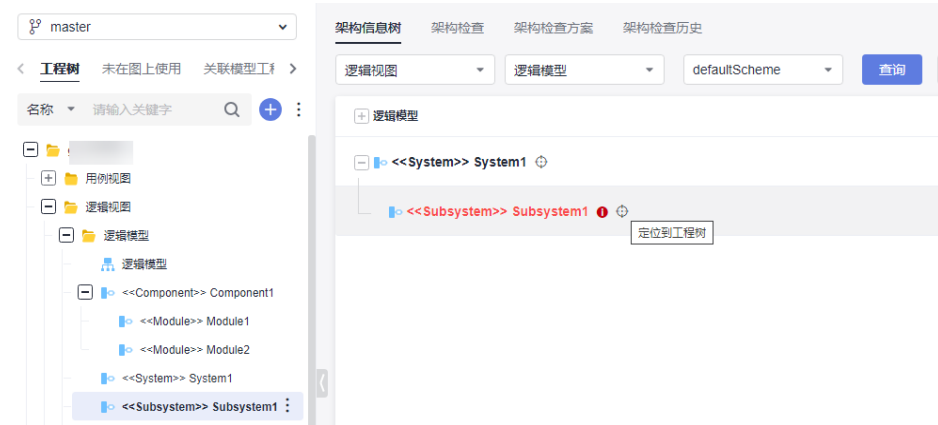 master
工程树 未在图上使用 关联模型工程
名称 请输入关键字
用例视图
逻辑视图
逻辑模型
逻辑模型
<<Component>> Component1
<<Module>> Module1
<<Module>> Module2
<<System>> System1
<<Subsystem>> Subsystem1
架构信息树 架构检查 架构检查方案 架构检查历史
逻辑视图 逻辑模型 defaultScheme 查询
逻辑模型
<<System>> System1
<<Subsystem>> Subsystem1
定位到工程树